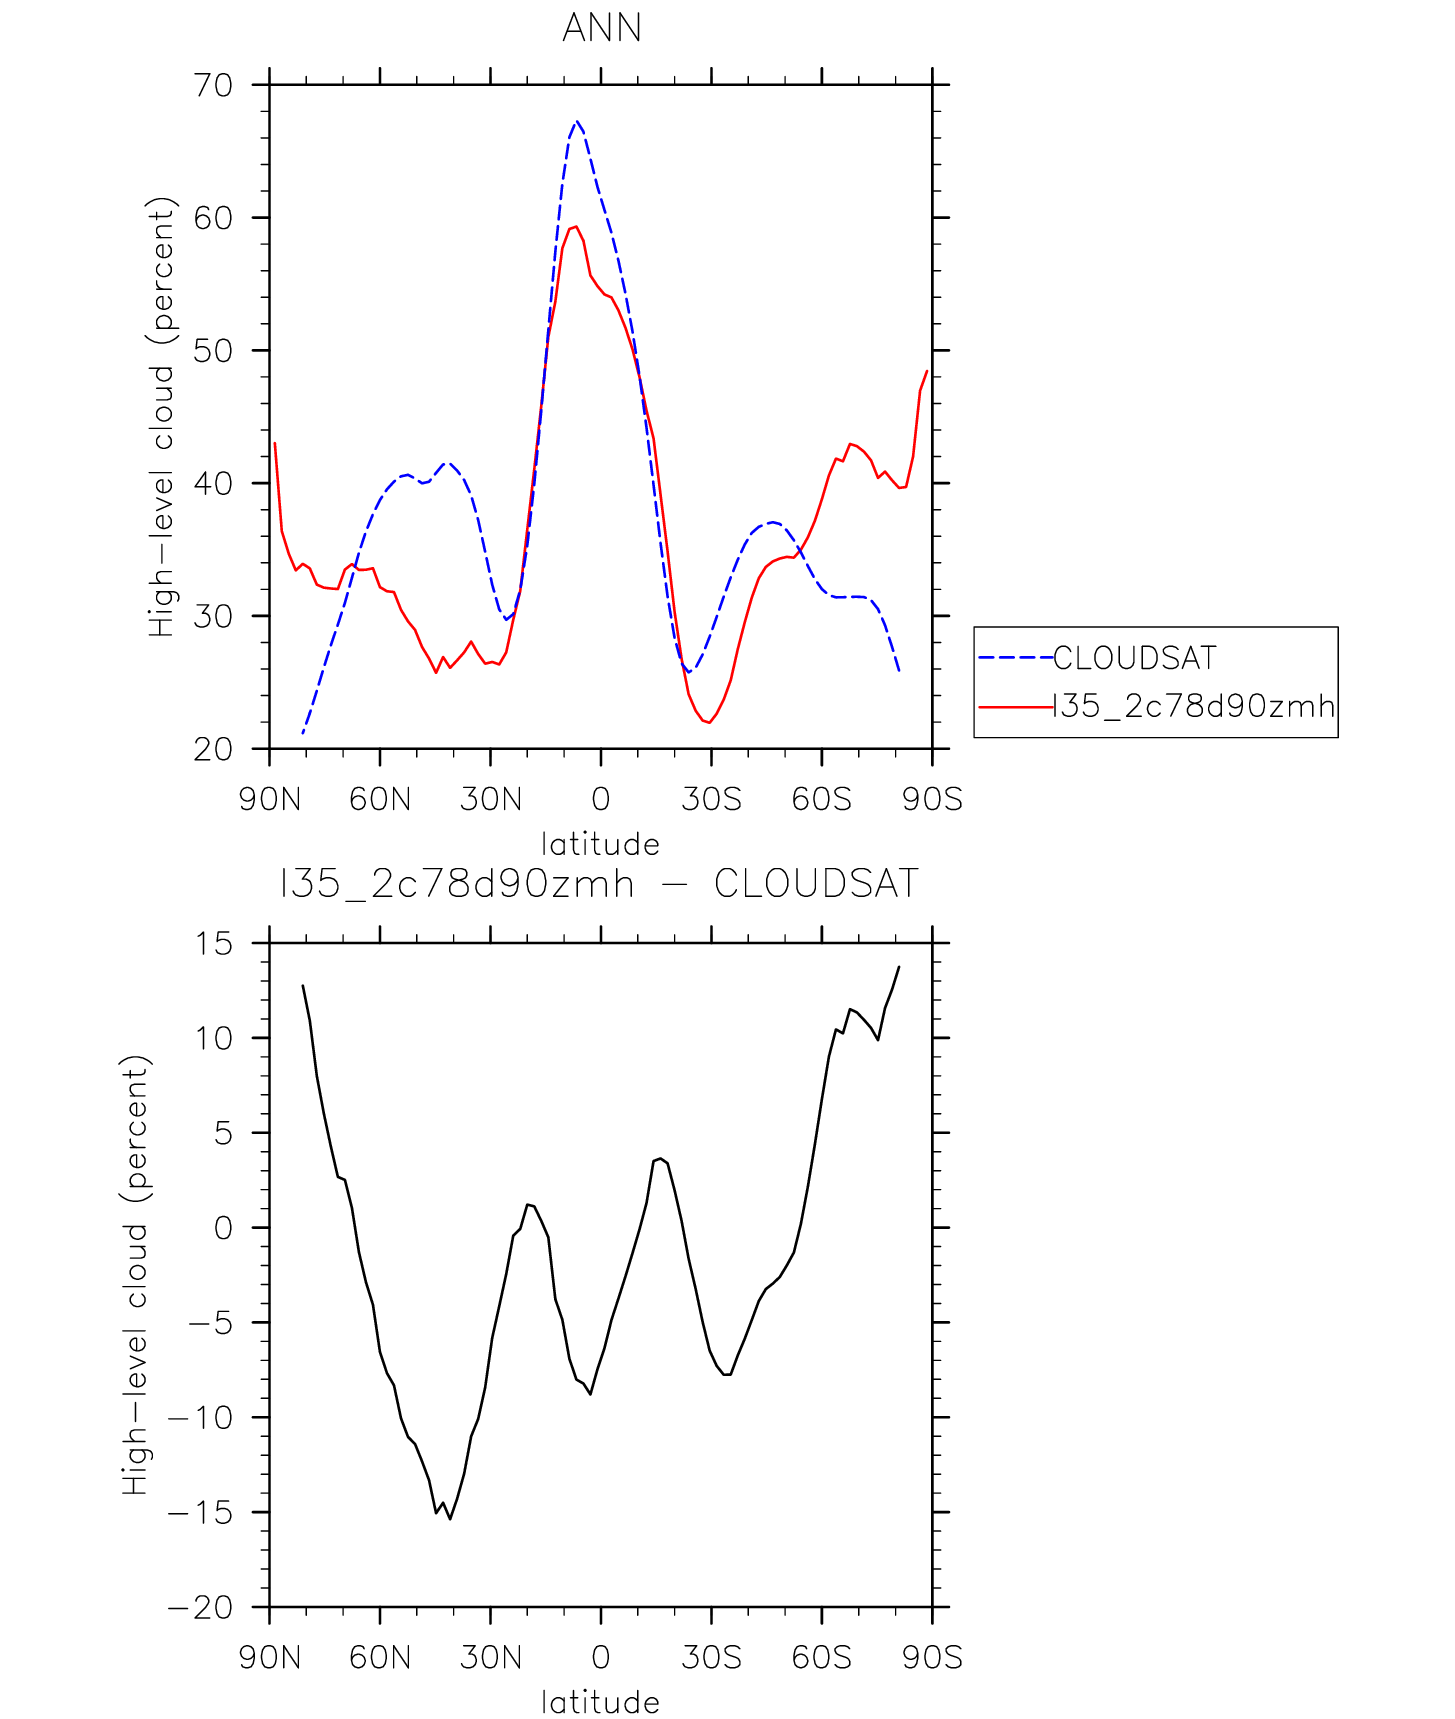 ANN
High-level cloud (percent)
70
60
50
40
30
20
90N 60N 30N 0 30S 60S 90S
latitude
CLOUDSAT
I35_2c78d90zmh
I35_2c78d90zmh - CLOUDSAT
High-level cloud (percent)
15
10
5
0
-5
-10
-15
-20
90N 60N 30N 0 30S 60S 90S
latitude